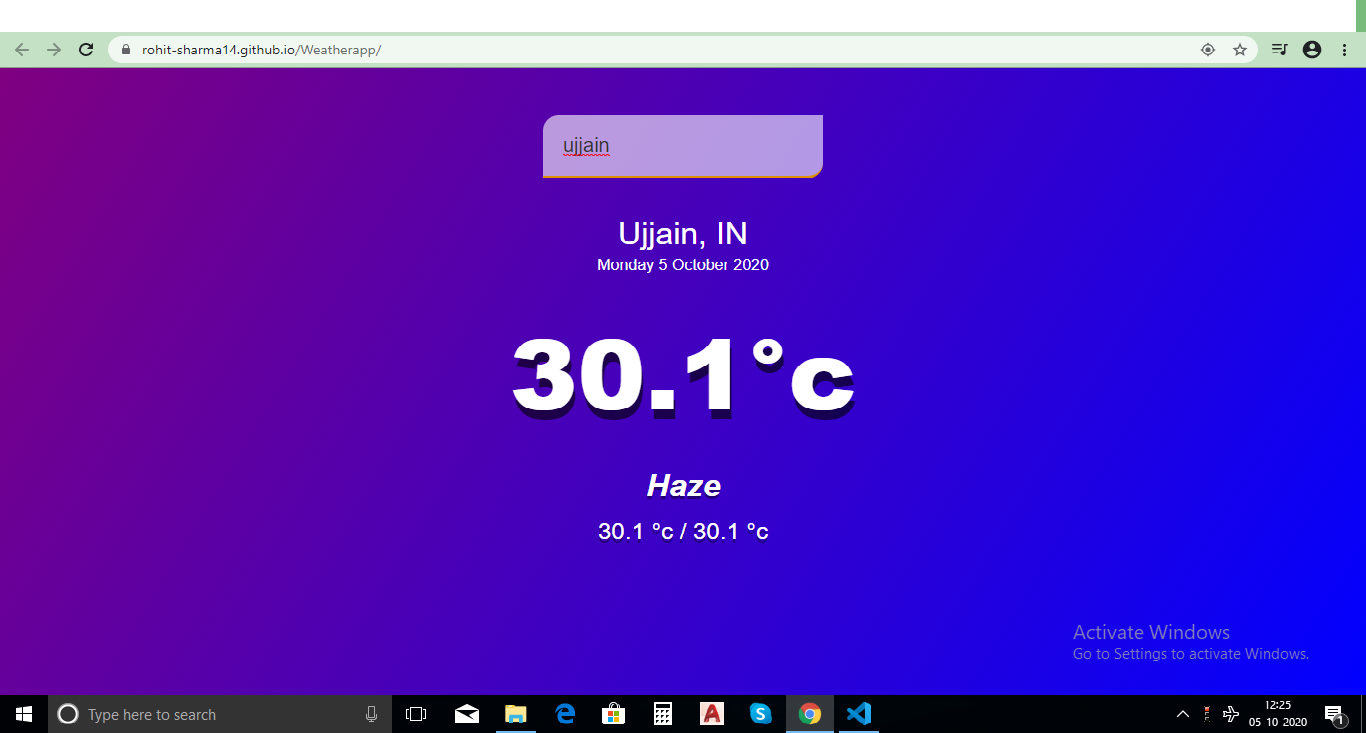 rohit-sharma14.github.io/Weatherapp/
ujjain
Ujjain, IN
Monday 5 October 2020
30.1°c
Haze
30.1 °c / 30.1 °c
Activate Windows
Go to Settings to activate Windows.
Type here to search
12:25
05-10-2020
1